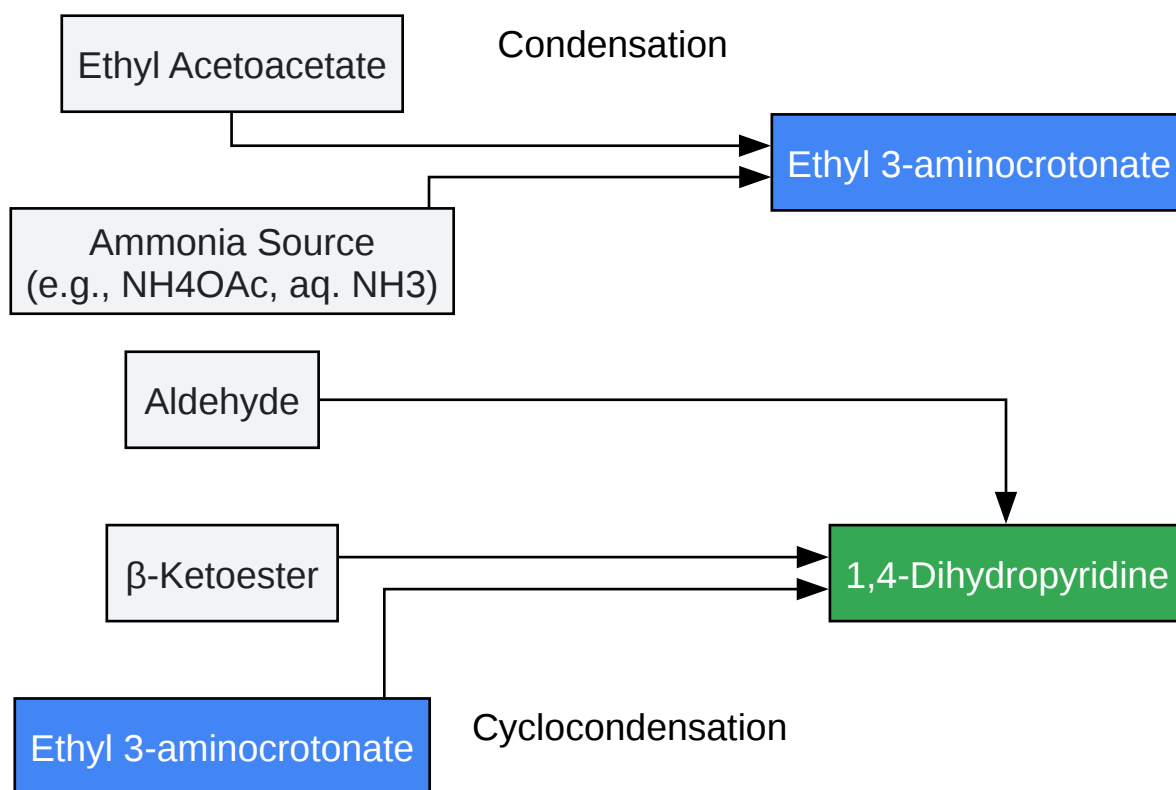 Condensation
Ethyl Acetoacetate
Ethyl 3-aminocrotonate
Ammonia Source
(e.g., NH4OAc, aq. NH3)
Aldehyde
β-Ketoester
1,4-Dihydropyridine
Cyclocondensation
Ethyl 3-aminocrotonate